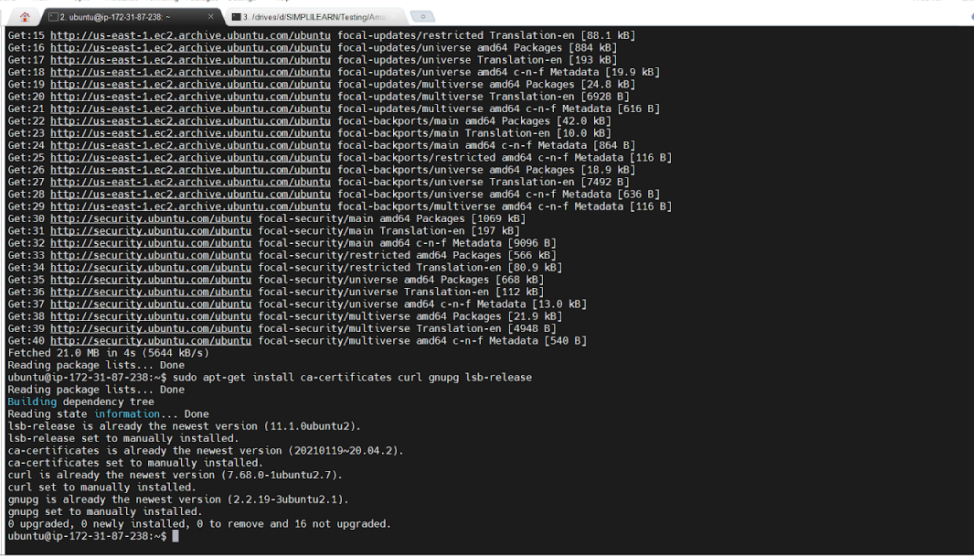 2. ubuntu@ip-172-31-87-238: ~
3. /drives/d/SIMPLILEARN/Testing/
Get:15 http://us-east-1.ec2.archive.ubuntu.com/ubuntu focal-updates/restricted Translation-en [88.1 kB]
Get:16 http://us-east-1.ec2.archive.ubuntu.com/ubuntu focal-updates/universe amd64 Packages [884 kB]
Get:17 http://us-east-1.ec2.archive.ubuntu.com/ubuntu focal-updates/universe Translation-en [193 kB]
Get:18 http://us-east-1.ec2.archive.ubuntu.com/ubuntu focal-updates/universe amd64 c-n-f Metadata [19.9 kB]
Get:19 http://us-east-1.ec2.archive.ubuntu.com/ubuntu focal-updates/multiverse amd64 Packages [24.8 kB]
Get:20 http://us-east-1.ec2.archive.ubuntu.com/ubuntu focal-updates/multiverse Translation-en [6928 B]
Get:21 http://us-east-1.ec2.archive.ubuntu.com/ubuntu focal-updates/multiverse amd64 c-n-f Metadata [616 B]
Get:22 http://us-east-1.ec2.archive.ubuntu.com/ubuntu focal-backports/main amd64 Packages [42.0 kB]
Get:23 http://us-east-1.ec2.archive.ubuntu.com/ubuntu focal-backports/main Translation-en [10.0 kB]
Get:24 http://us-east-1.ec2.archive.ubuntu.com/ubuntu focal-backports/main amd64 c-n-f Metadata [864 B]
Get:25 http://us-east-1.ec2.archive.ubuntu.com/ubuntu focal-backports/restricted amd64 c-n-f Metadata [116 B]
Get:26 http://us-east-1.ec2.archive.ubuntu.com/ubuntu focal-backports/universe amd64 Packages [18.9 kB]
Get:27 http://us-east-1.ec2.archive.ubuntu.com/ubuntu focal-backports/universe Translation-en [7492 B]
Get:28 http://us-east-1.ec2.archive.ubuntu.com/ubuntu focal-backports/universe amd64 c-n-f Metadata [636 B]
Get:29 http://us-east-1.ec2.archive.ubuntu.com/ubuntu focal-backports/multiverse amd64 c-n-f Metadata [116 B]
Get:30 http://security.ubuntu.com/ubuntu focal-security/main amd64 Packages [1069 kB]
Get:31 http://security.ubuntu.com/ubuntu focal-security/main Translation-en [197 kB]
Get:32 http://security.ubuntu.com/ubuntu focal-security/main amd64 c-n-f Metadata [9096 B]
Get:33 http://security.ubuntu.com/ubuntu focal-security/restricted amd64 Packages [566 kB]
Get:34 http://security.ubuntu.com/ubuntu focal-security/restricted Translation-en [80.9 kB]
Get:35 http://security.ubuntu.com/ubuntu focal-security/universe amd64 Packages [668 kB]
Get:36 http://security.ubuntu.com/ubuntu focal-security/universe Translation-en [112 kB]
Get:37 http://security.ubuntu.com/ubuntu focal-security/universe amd64 c-n-f Metadata [13.0 kB]
Get:38 http://security.ubuntu.com/ubuntu focal-security/multiverse amd64 Packages [21.9 kB]
Get:39 http://security.ubuntu.com/ubuntu focal-security/multiverse Translation-en [4948 B]
Get:40 http://security.ubuntu.com/ubuntu focal-security/multiverse amd64 c-n-f Metadata [540 B]
Fetched 21.0 MB in 4s (5644 kB/s)
Reading package lists... Done
ubuntu@ip-172-31-87-238:~$ sudo apt-get install ca-certificates curl gnupg lsb-release
Reading package lists... Done
Building dependency tree
Reading state information... Done
lsb-release is already the newest version (11.1.0ubuntu2).
lsb-release set to manually installed.
ca-certificates is already the newest version (20210119~20.04.2).
ca-certificates set to manually installed.
curl is already the newest version (7.68.0-1ubuntu2.7).
curl set to manually installed.
gnupg is already the newest version (2.2.19-3ubuntu2.1).
gnupg set to manually installed.
0 upgraded, 0 newly installed, 0 to remove and 16 not upgraded.
ubuntu@ip-172-31-87-238:~$